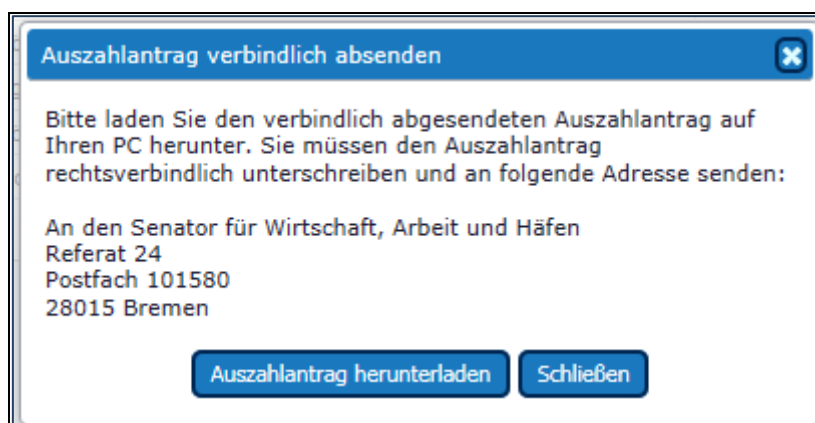 Auszahlantrag verbindlich absenden
Bitte laden Sie den verbindlich abgesendeten Auszahlantrag auf
Ihren PC herunter. Sie müssen den Auszahlantrag
rechtsverbindlich unterschreiben und an folgende Adresse senden:
An den Senator für Wirtschaft, Arbeit und Häfen
Referat 24
Postfach 101580
28015 Bremen
Auszahlantrag herunterladen Schließen